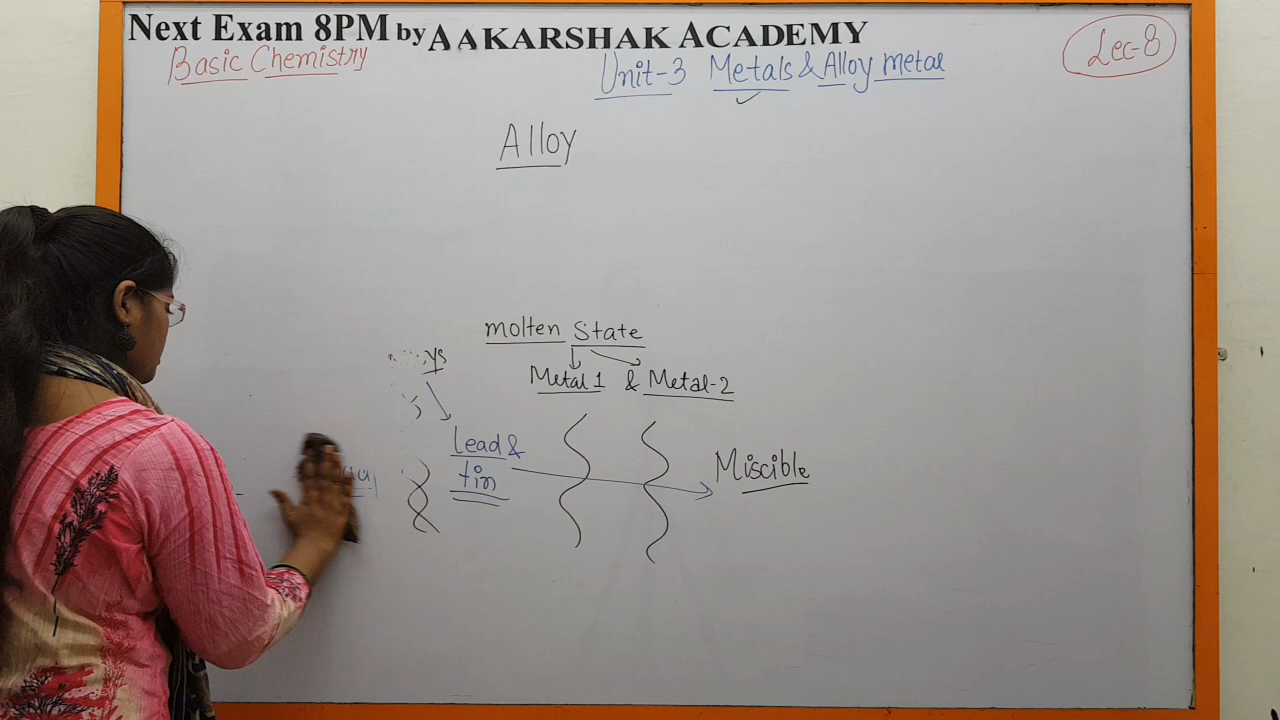 Next Exam 8PM by AAKARSHAK ACADEMY
Basic Chemistry
Unit-3 Metals & Alloy metal
Lec-8
Alloy
molten State
Metal 1 & Metal-2
lead &
tin
Miscible